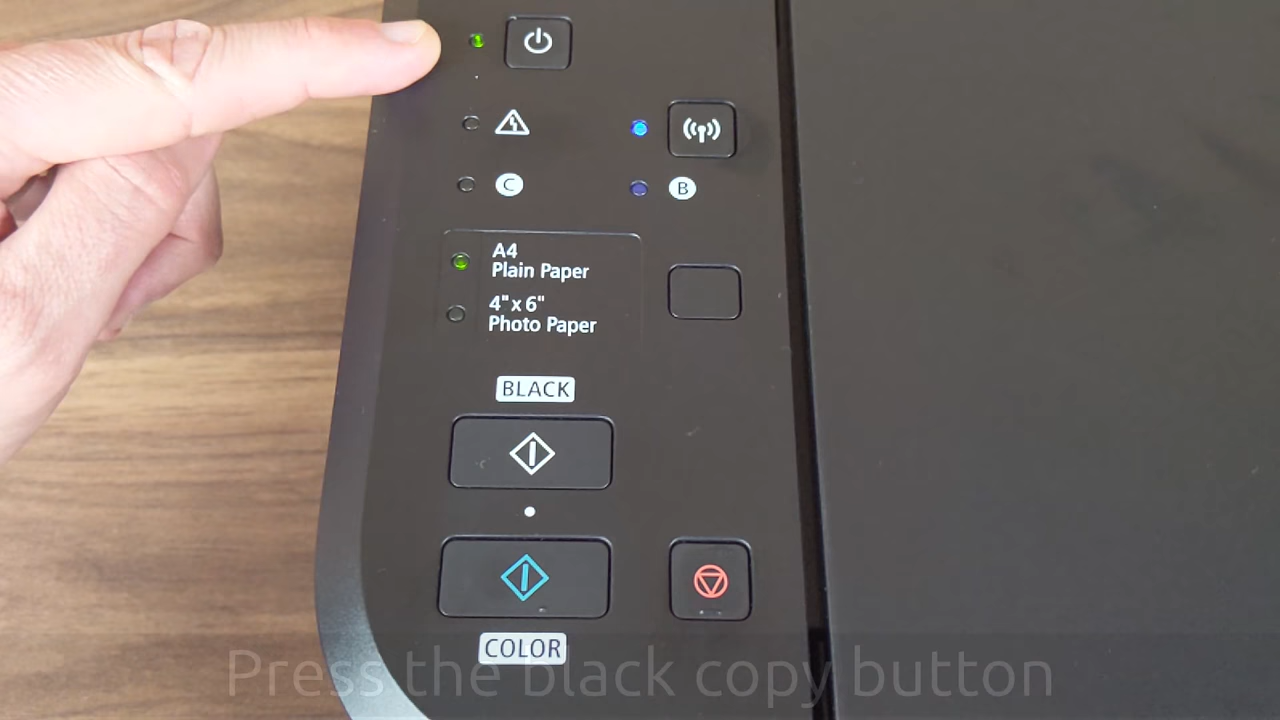 C
B
A4
Plain Paper
4"x 6"
Photo Paper
BLACK
COLOR
Press the black copy button